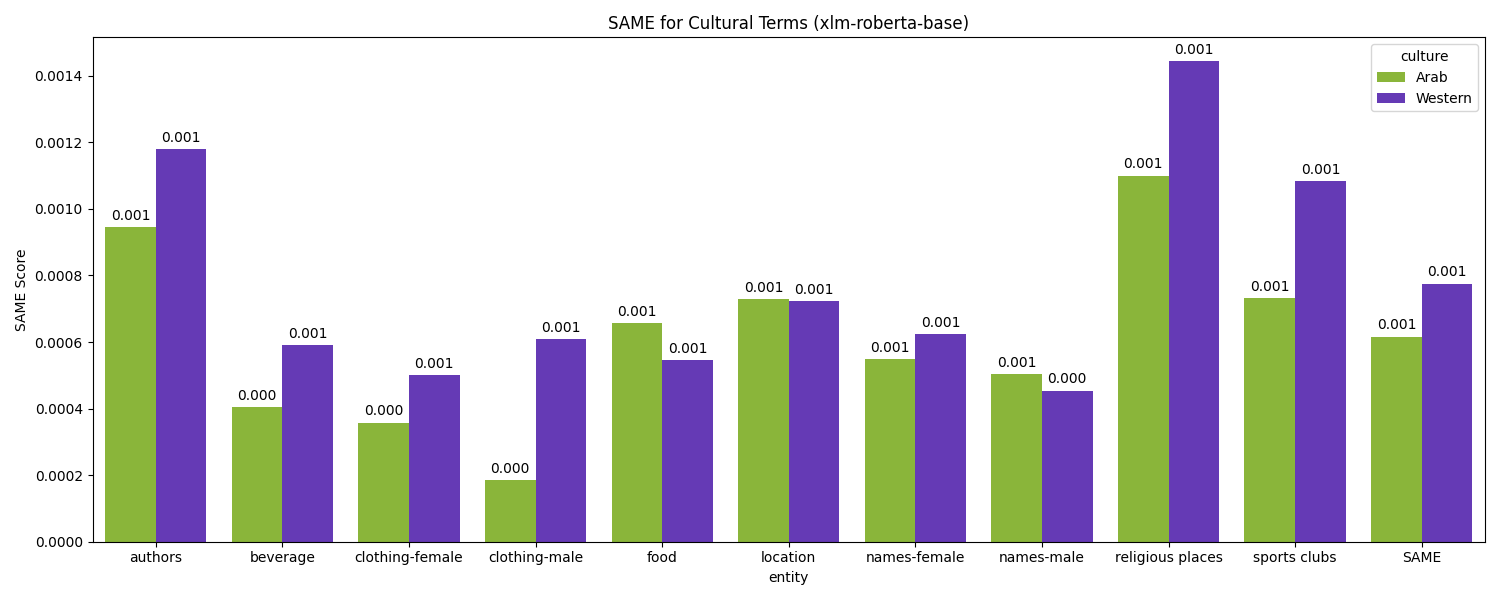 SAME for Cultural Terms (xlm-roberta-base)
culture
Arab
Western
SAME Score
0.0014
0.0012
0.0010
0.0008
0.0006
0.0004
0.0002
0.0000
0.001 0.001 0.000 0.001 0.000 0.001 0.000 0.001 0.001 0.001 0.001 0.001 0.001 0.001 0.001 0.000 0.001 0.001 0.001 0.001 0.001 0.001
authors beverage clothing-female clothing-male food location names-female names-male religious places sports clubs SAME
entity